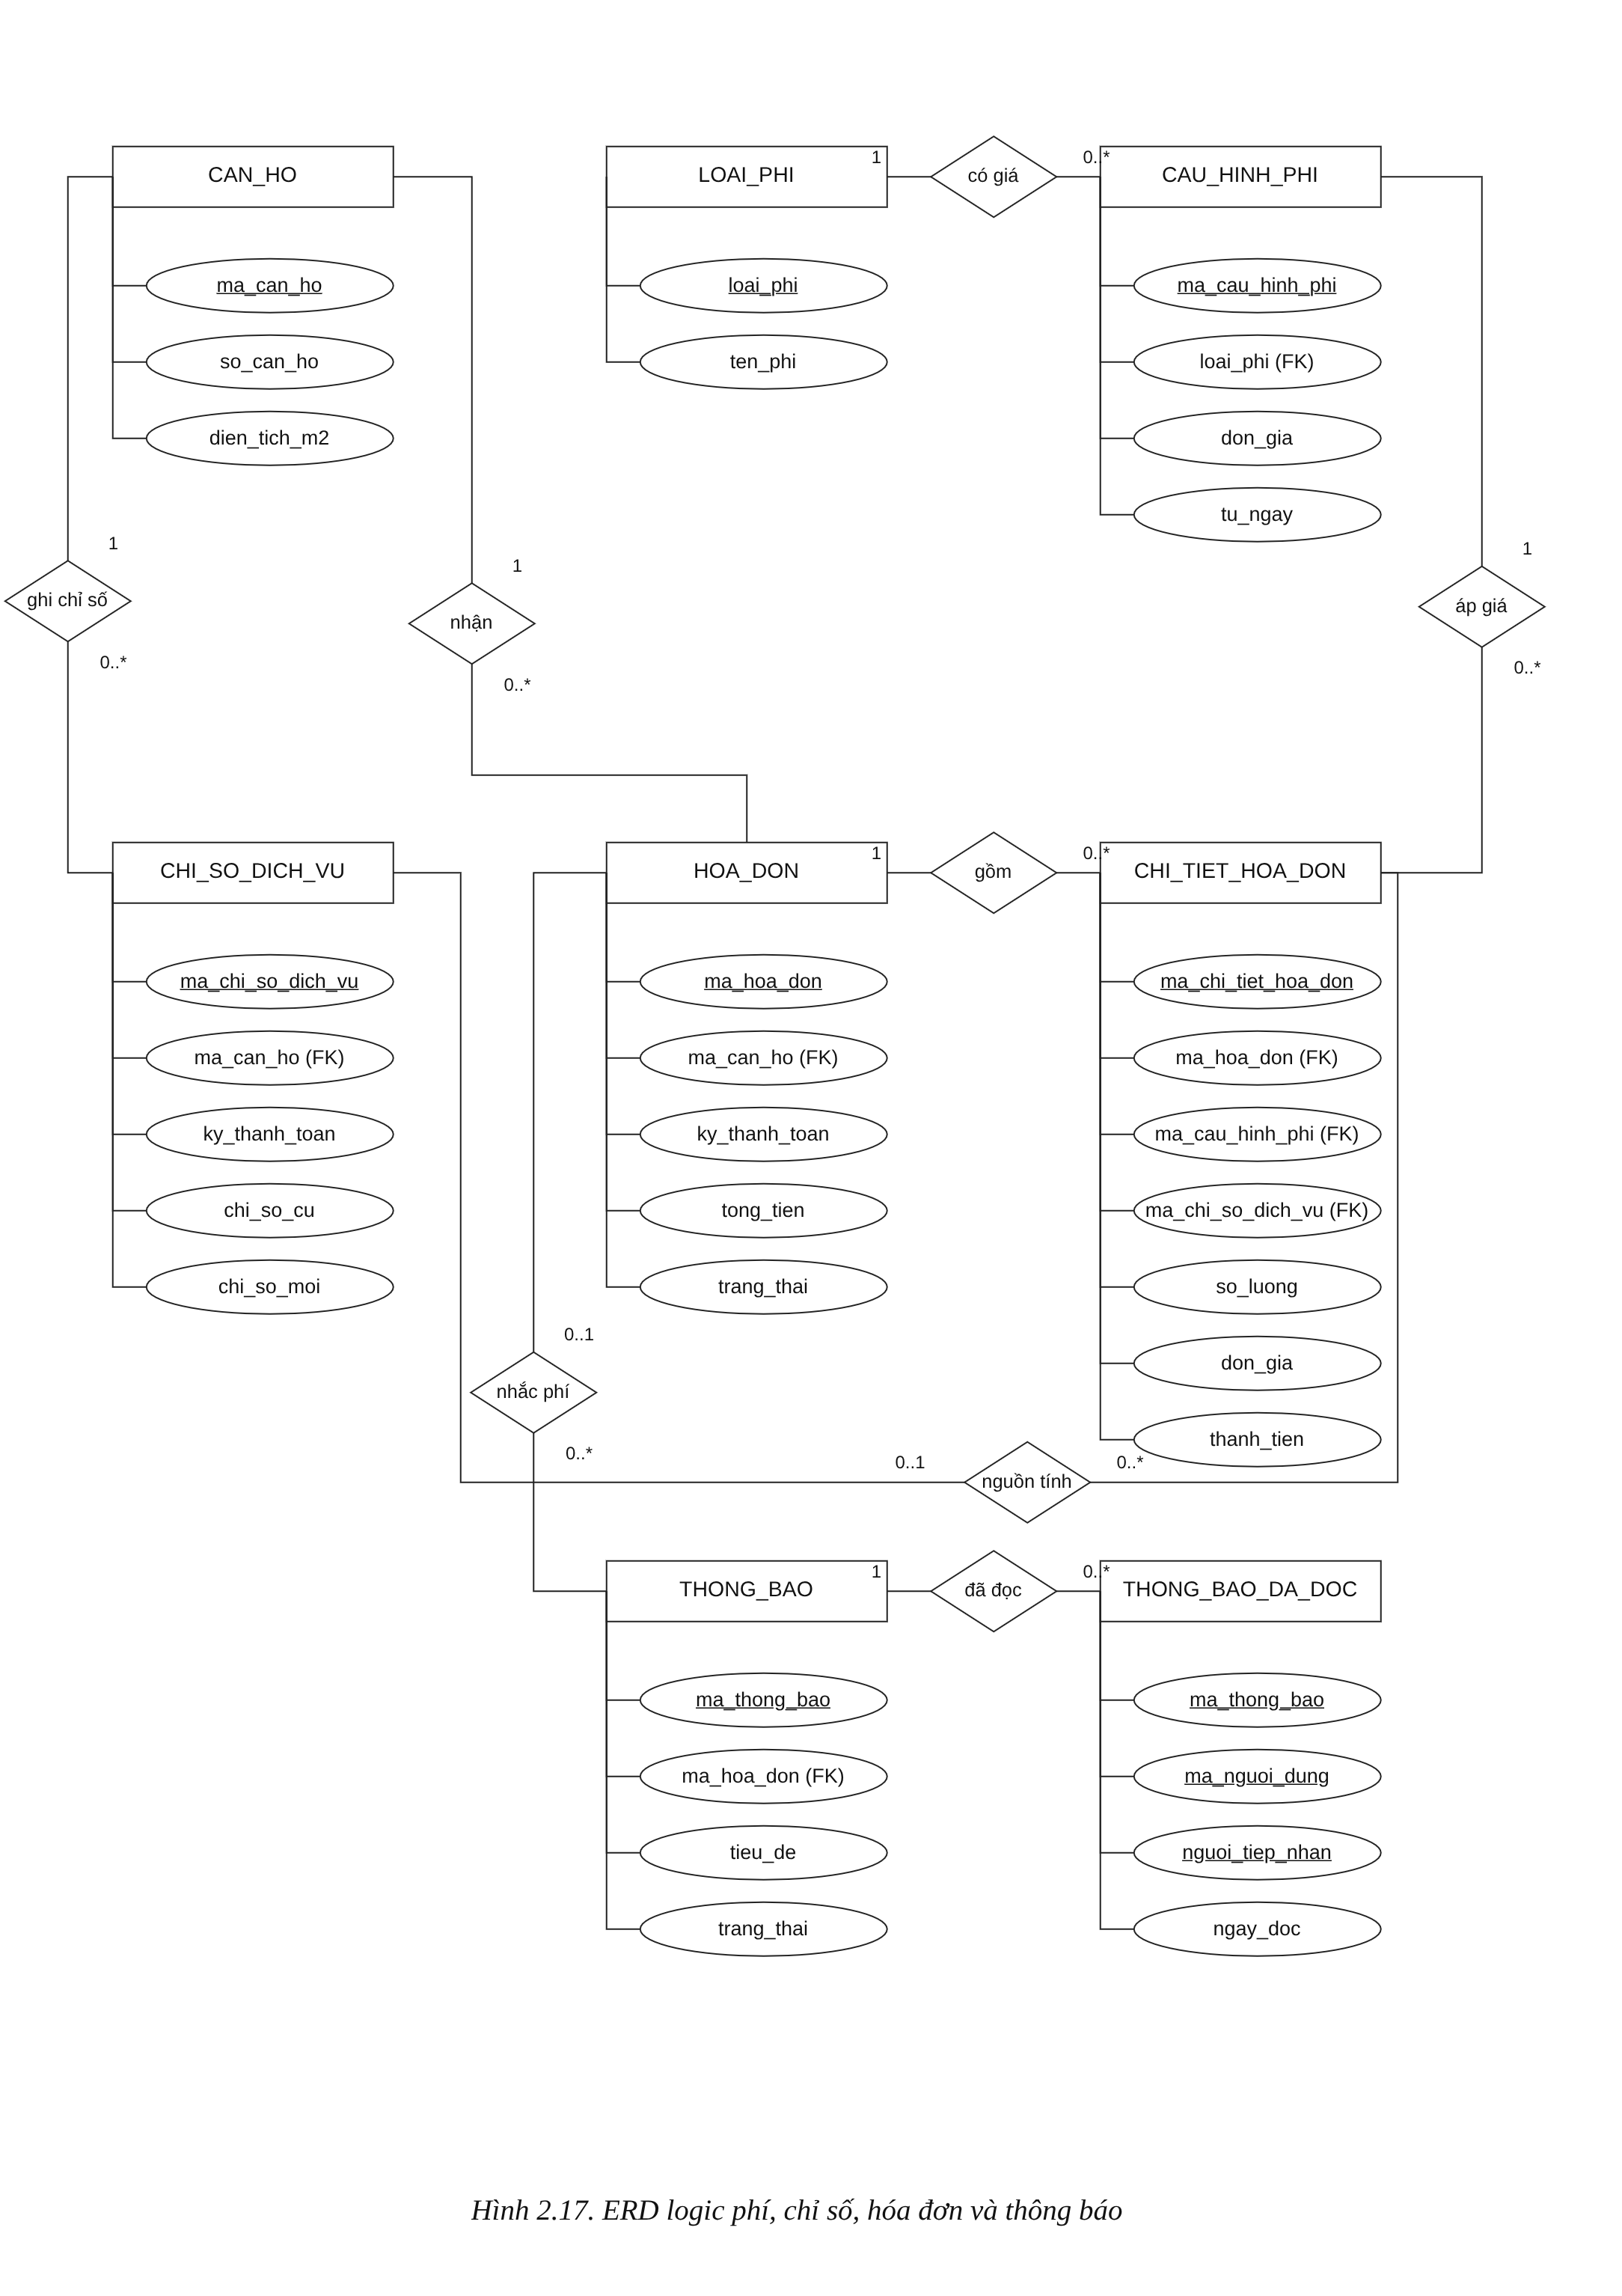 CAN_HO
LOAI_PHI
1
có giá
0..*
CAU_HINH_PHI
ma_can_ho
so_can_ho
dien_tich_m2
loai_phi
ten_phi
ma_cau_hinh_phi
loai_phi (FK)
don_gia
tu_ngay
1
ghi chỉ số
0..*
1
nhận
0..*
1
áp giá
0..*
CHI_SO_DICH_VU
HOA_DON
1
gồm
0..*
CHI_TIET_HOA_DON
ma_chi_so_dich_vu
ma_can_ho (FK)
ky_thanh_toan
chi_so_cu
chi_so_moi
ma_hoa_don
ma_can_ho (FK)
ky_thanh_toan
tong_tien
trang_thai
ma_chi_tiet_hoa_don
ma_hoa_don (FK)
ma_cau_hinh_phi (FK)
ma_chi_so_dich_vu (FK)
so_luong
don_gia
thanh_tien
0..1
nhắc phí
0..*
0..1
nguồn tính
0..*
THONG_BAO
1
đã đọc
0..*
THONG_BAO_DA_DOC
ma_thong_bao
ma_hoa_don (FK)
tieu_de
trang_thai
ma_thong_bao
ma_nguoi_dung
nguoi_tiep_nhan
ngay_doc
Hình 2.17. ERD logic phí, chỉ số, hóa đơn và thông báo